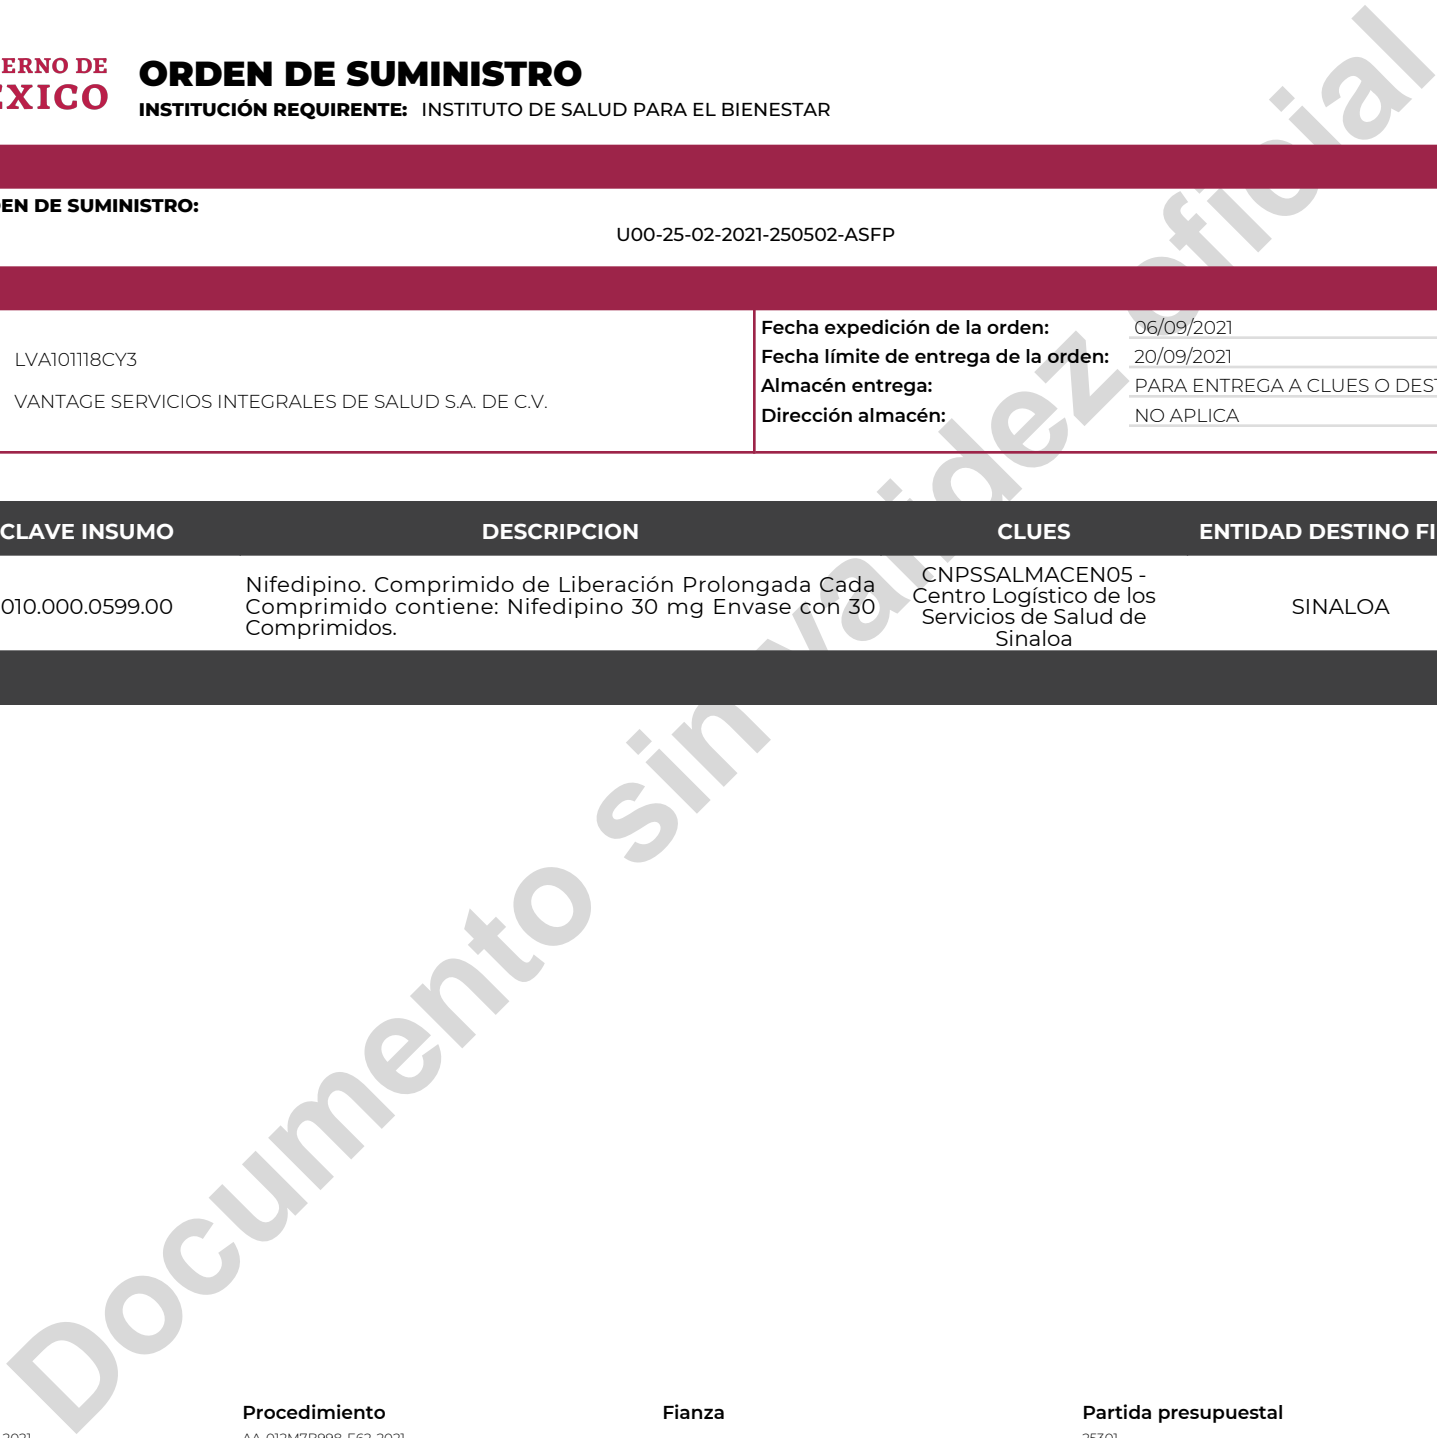 ERNO DE
EXICO
ORDEN DE SUMINISTRO
INSTITUCIÓN REQUIRENTE: INSTITUTO DE SALUD PARA EL BIENESTAR
EN DE SUMINISTRO:
U00-25-02-2021-250502-ASFP
LVA101118CY3
VANTAGE SERVICIOS INTEGRALES DE SALUD S.A. DE C.V.
Fecha expedición de la orden: 06/09/2021
Fecha límite de entrega de la orden: 20/09/2021
Almacén entrega: PARA ENTREGA A CLUES O DEST
Dirección almacén: NO APLICA
CLAVE INSUMO DESCRIPCION CLUES ENTIDAD DESTINO FI
010.000.0599.00
Nifedipino. Comprimido de Liberación Prolongada Cada
Comprimido contiene: Nifedipino 30 mg Envase con 30
Comprimidos.
CNPSSALMACEN05 -
Centro Logístico de los
Servicios de Salud de
Sinaloa
SINALOA
Documento sin validez oficial
Procedimiento Fianza Partida presupuestal